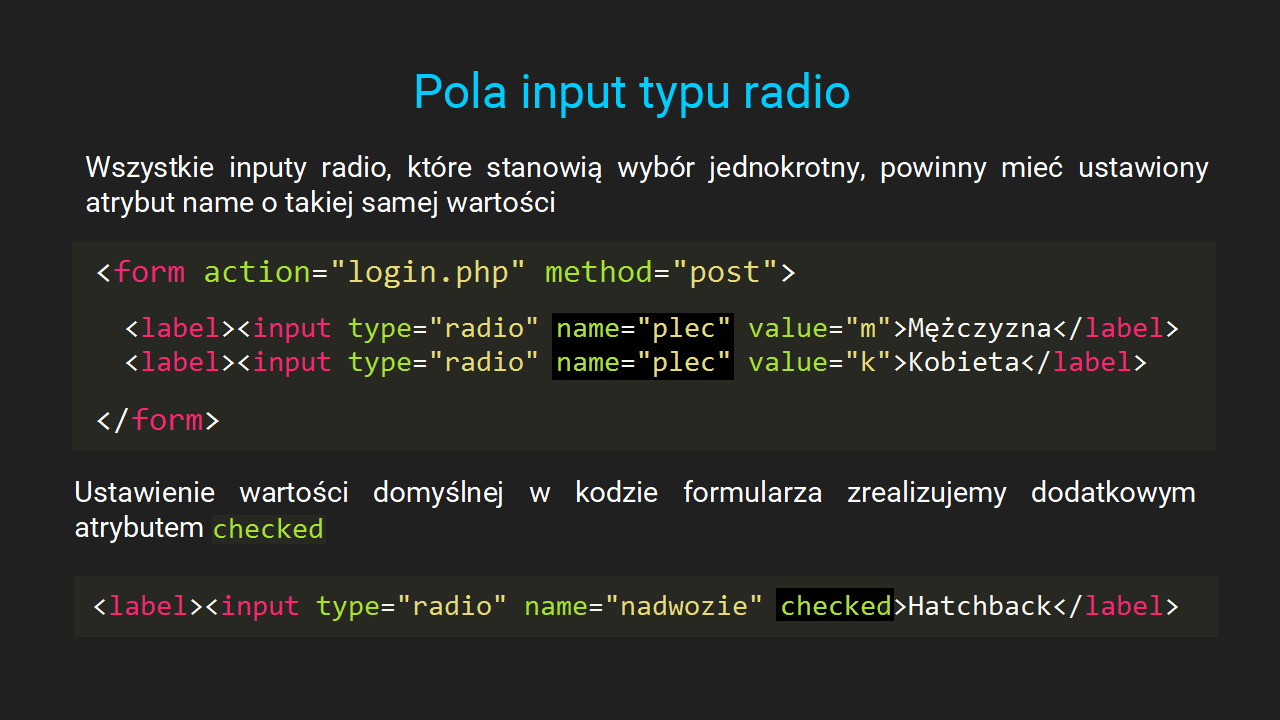 Pola input typu radio
Wszystkie inputy radio, które stanowią wybór jednokrotny, powinny mieć ustawiony
atrybut name o takiej samej wartości
<form action="login.php" method="post">
<label><input type="radio" name="plec" value="m">Mężczyzna</label>
<label><input type="radio" name="plec" value="k">Kobieta</label>
</form>
Ustawienie wartości domyślnej w kodzie formularza zrealizujemy dodatkowym
atrybutem checked
<label><input type="radio" name="nadwozie" checked>Hatchback</label>